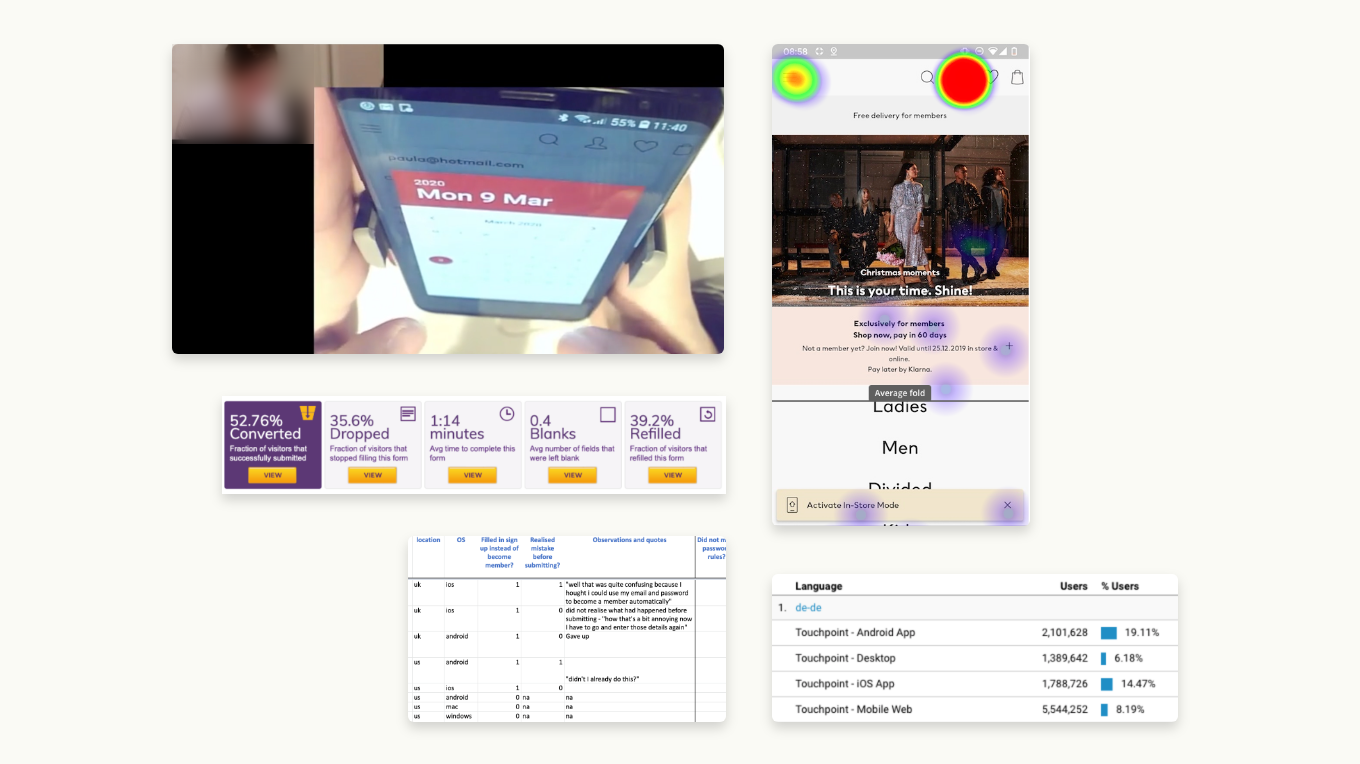 55% 11:40
paula@hotmail.com
2020
Mon 9 Mar
March 2020
08:58
Free delivery for members
Christmas moments
This is your time. Shine!
Exclusively for members
Shop now, pay in 60 days
Not a member yet? Join now! Valid until 25.12.2019 in store &
online.
Pay later by Klarna.
Average fold
Ladies
Men
Divided
Activate In-Store Mode
52.76%
Converted
Fraction of visitors that
successfully submitted
VIEW
35.6%
Dropped
Fraction of visitors that
stopped filling this form
VIEW
1:14
minutes
Avg time to complete this
form
VIEW
0.4
Blanks
Avg number of fields that
were left blank
VIEW
39.2%
Refilled
Fraction of visitors that
refilled this form
VIEW
location OS Filled in sign up instead of become member? Realised mistake before submitting? Observations and quotes Did not m passwor rules?
uk ios 1 1 "well that was quite confusing because I
hought i could use my email and password
to become a member automatically"
uk ios 1 0 did not realise what had happened before
submitting - "how that's a bit annoying now
i have to go and enter those details again"
uk android 1 0 Gave up
us android 1 1
"didn't i already do this?"
us ios 1 0
us android 0 na na
us mac 0 na na
us windows 0 na na
Language Users % Users
1. de-de
Touchpoint - Android App 2,101,628 19.11%
Touchpoint - Desktop 1,389,642 6.18%
Touchpoint - iOS App 1,788,726 14.47%
Touchpoint - Mobile Web 5,544,252 8.19%